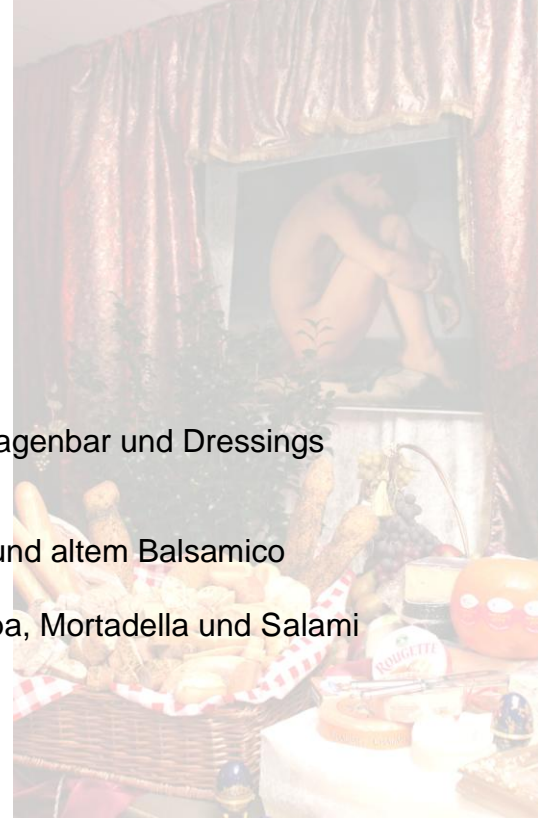 agenbar und Dressings
und altem Balsamico
pa, Mortadella und Salami
ROUGETTE